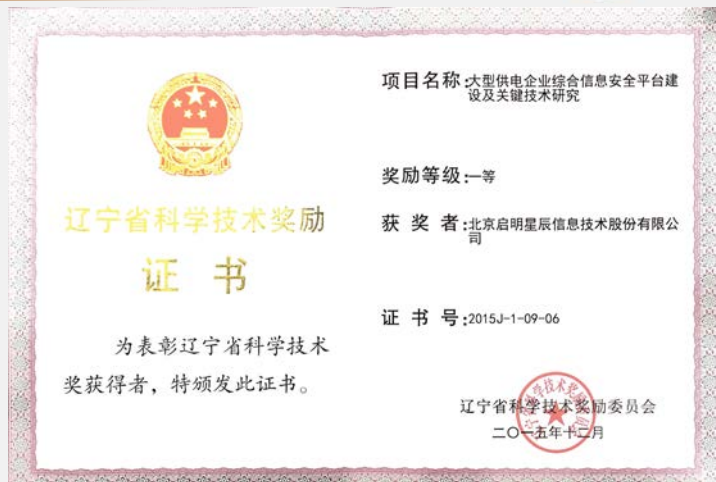 辽宁省科学技术奖励
证 书
为表彰辽宁省科学技术
奖获得者，特颁发此证书。
项目名称:大型供电企业综合信息安全平台建
设及关键技术研究
奖励等级:一等
获 奖 者:北京启明星辰信息技术股份有限公
司
证 书 号:2015J-1-09-06
辽宁省科学技术奖励委员会
二〇一五年十二月